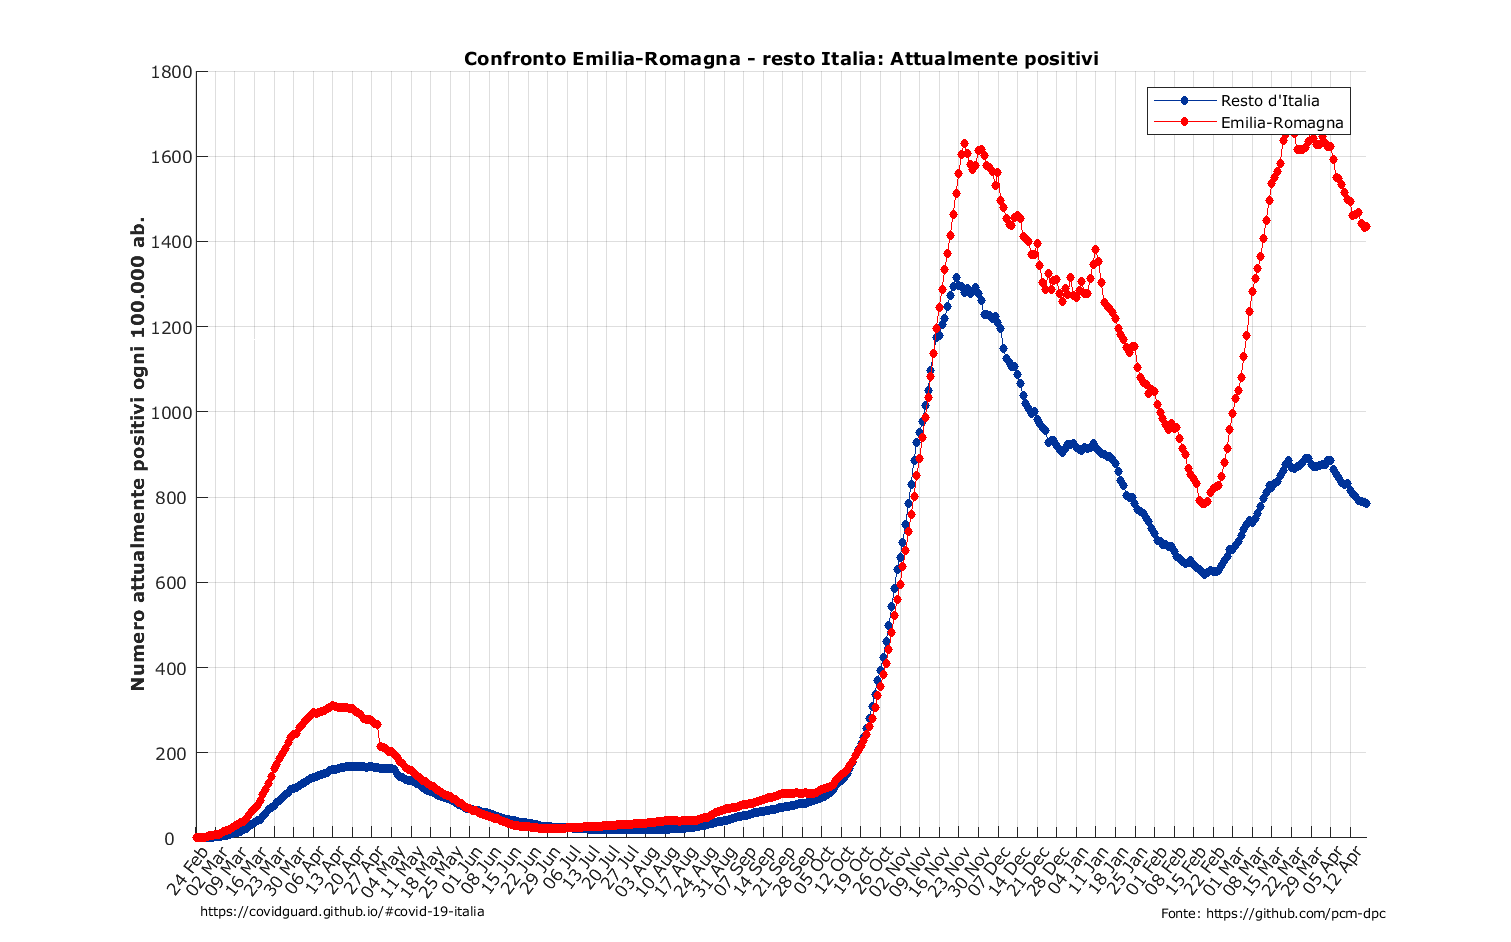 Confronto Emilia-Romagna - resto Italia: Attualmente positivi
Resto d'Italia
Emilia-Romagna
Numero attualmente positivi ogni 100.000 ab.
1800
1600
1400
1200
1000
800
600
400
200
0
24 Feb
02 Mar
09 Mar
16 Mar
23 Mar
30 Mar
06 Apr
13 Apr
20 Apr
27 Apr
04 May
11 May
18 May
25 May
01 Jun
08 Jun
15 Jun
22 Jun
29 Jun
06 Jul
13 Jul
20 Jul
27 Jul
03 Aug
10 Aug
17 Aug
24 Aug
31 Aug
07 Sep
14 Sep
21 Sep
28 Sep
05 Oct
12 Oct
19 Oct
26 Oct
02 Nov
09 Nov
16 Nov
23 Nov
30 Nov
07 Dec
14 Dec
21 Dec
28 Dec
04 Jan
11 Jan
18 Jan
25 Jan
01 Feb
08 Feb
15 Feb
22 Feb
01 Mar
08 Mar
15 Mar
22 Mar
29 Mar
05 Apr
12 Apr
https://covidguard.github.io/#covid-19-italia
Fonte: https://github.com/pcm-dpc